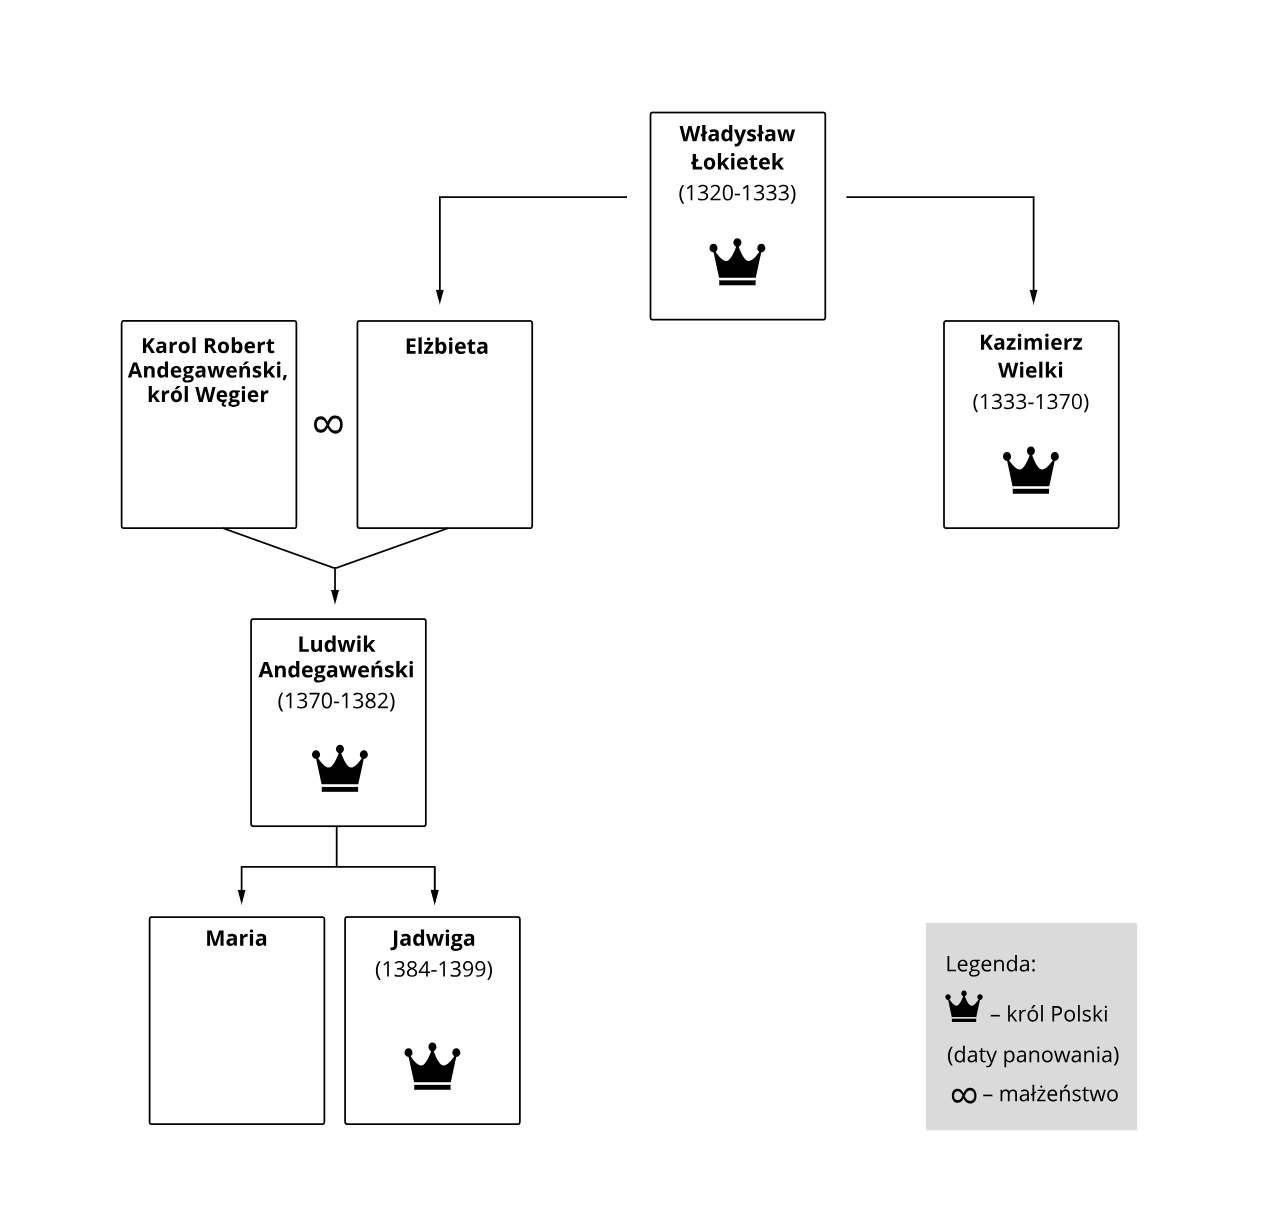 Władysław
Łokietek
(1320-1333)
Karol Robert
Andegaweński,
król Węgier
∞
Elżbieta
Kazimierz
Wielki
(1333-1370)
Ludwik
Andegaweński
(1370-1382)
Maria
Jadwiga
(1384-1399)
Legenda:
– król Polski
(daty panowania)
∞ – małżeństwo